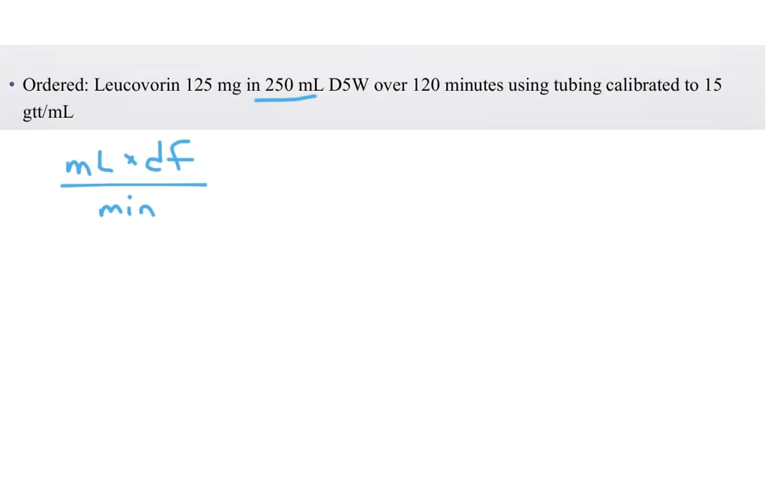 • Ordered: Leucovorin 125 mg in 250 mL D5W over 120 minutes using tubing calibrated to 15
gtt/mL
mL × df
min